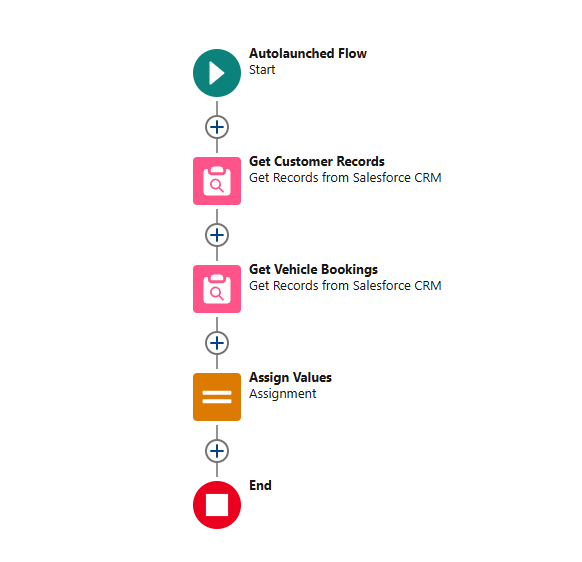 Autolaunched Flow
Start
Get Customer Records
Get Records from Salesforce CRM
Get Vehicle Bookings
Get Records from Salesforce CRM
Assign Values
Assignment
End